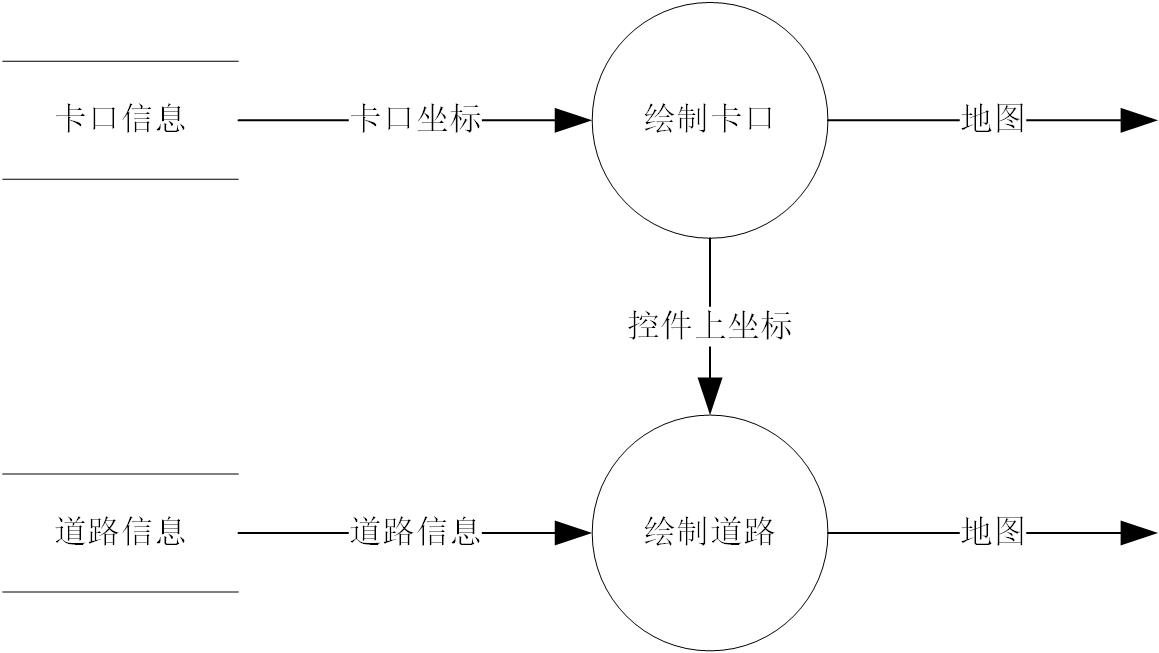 卡口信息
卡口坐标
绘制卡口
地图
控件上坐标
道路信息
道路信息
绘制道路
地图